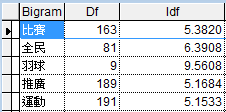 Bigram Df Idf
比賽 163 5.3820
全民 81 6.3908
羽球 9 9.5608
推廣 189 5.1684
運動 191 5.1533